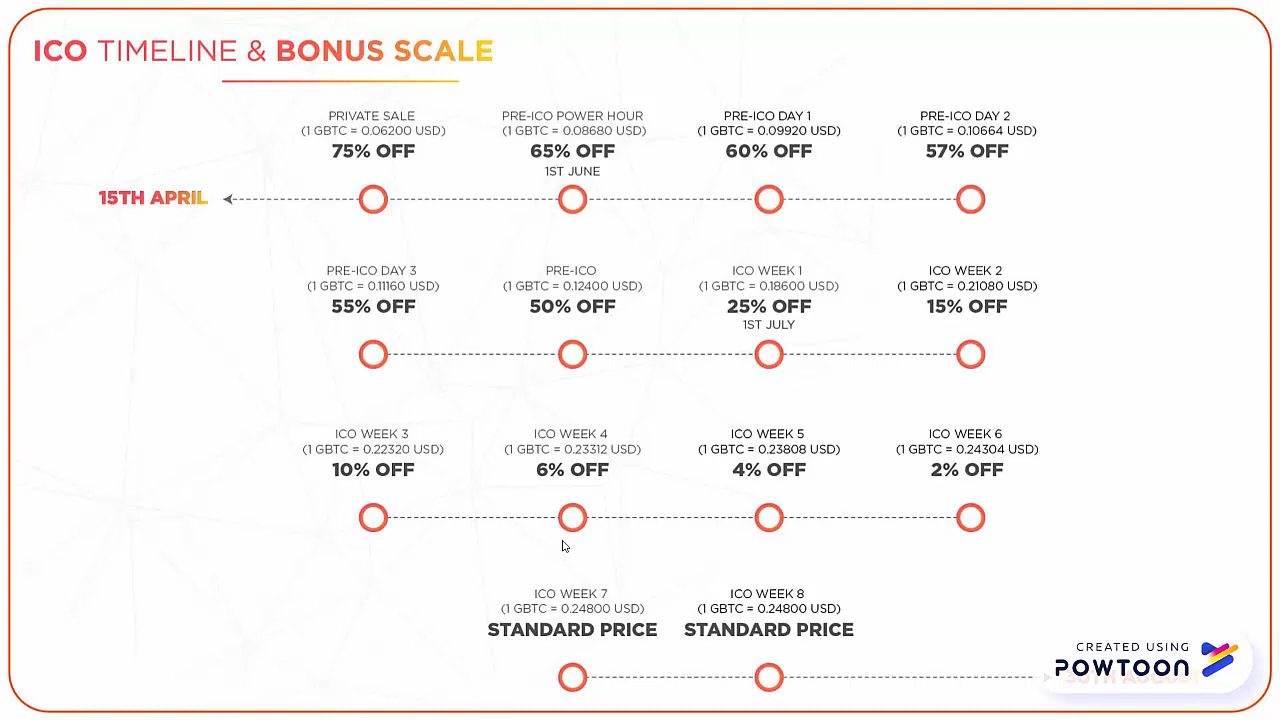 ICO TIMELINE & BONUS SCALE
PRIVATE SALE
(1 GBTC = 0.06200 USD)
75% OFF
PRE-ICO POWER HOUR
(1 GBTC = 0.08680 USD)
65% OFF
1ST JUNE
PRE-ICO DAY 1
(1 GBTC = 0.09920 USD)
60% OFF
PRE-ICO DAY 2
(1 GBTC = 0.10664 USD)
57% OFF
15TH APRIL
PRE-ICO DAY 3
(1 GBTC = 0.11160 USD)
55% OFF
PRE-ICO
(1 GBTC = 0.12400 USD)
50% OFF
ICO WEEK 1
(1 GBTC = 0.18600 USD)
25% OFF
1ST JULY
ICO WEEK 2
(1 GBTC = 0.21080 USD)
15% OFF
ICO WEEK 3
(1 GBTC = 0.22320 USD)
10% OFF
ICO WEEK 4
(1 GBTC = 0.23312 USD)
6% OFF
ICO WEEK 5
(1 GBTC = 0.23808 USD)
4% OFF
ICO WEEK 6
(1 GBTC = 0.24304 USD)
2% OFF
ICO WEEK 7
(1 GBTC = 0.24800 USD)
STANDARD PRICE
ICO WEEK 8
(1 GBTC = 0.24800 USD)
STANDARD PRICE
CREATED USING
POWTOON